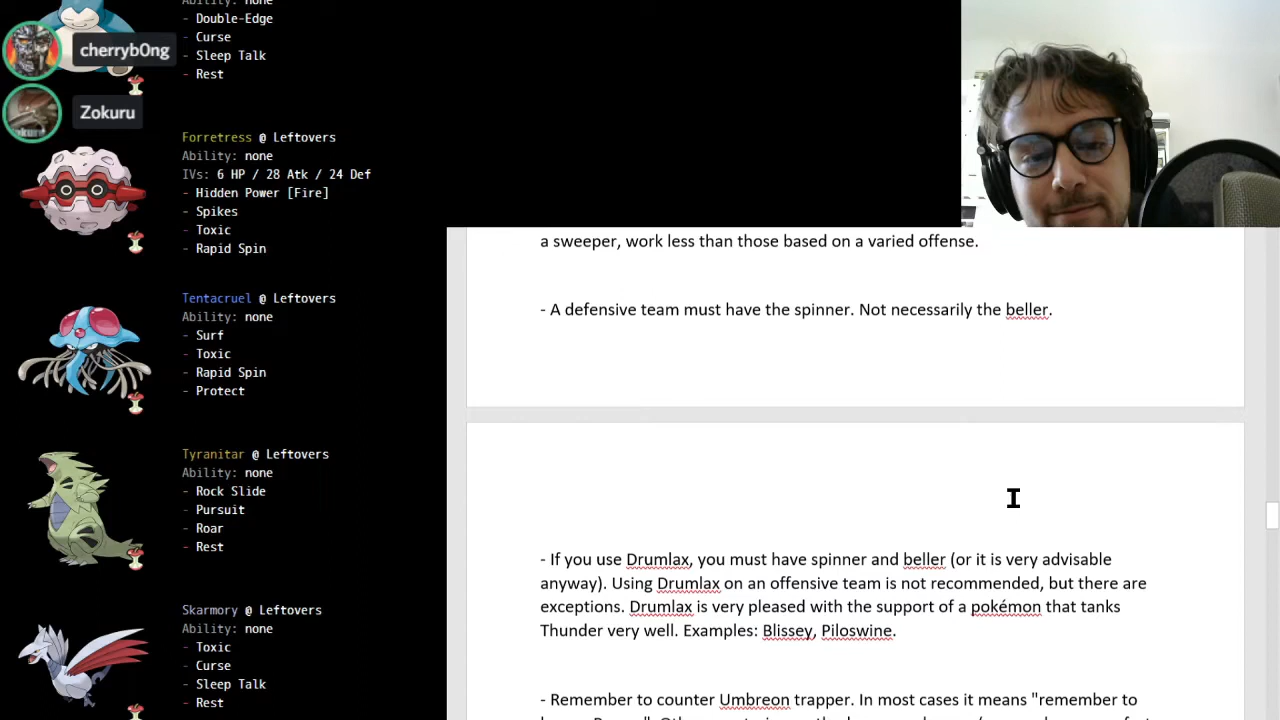 Ability: none
- Double-Edge
- Curse
- Sleep Talk
- Rest
cherryb0ng
Zokuru
Forretress @ Leftovers
Ability: none
IVs: 6 HP / 28 Atk / 24 Def
- Hidden Power [Fire]
- Spikes
- Toxic
- Rapid Spin
Tentacruel @ Leftovers
Ability: none
- Surf
- Toxic
- Rapid Spin
- Protect
Tyranitar @ Leftovers
Ability: none
- Rock Slide
- Pursuit
- Roar
- Rest
Skarmory @ Leftovers
Ability: none
- Toxic
- Curse
- Sleep Talk
- Rest
a sweeper, work less than those based on a varied offense.
- A defensive team must have the spinner. Not necessarily the beller.
- If you use Drumlax, you must have spinner and beller (or it is very advisable
anyway). Using Drumlax on an offensive team is not recommended, but there are
exceptions. Drumlax is very pleased with the support of a pokémon that tanks
Thunder very well. Examples: Blissey, Piloswine.
- Remember to counter Umbreon trapper. In most cases it means "remember to